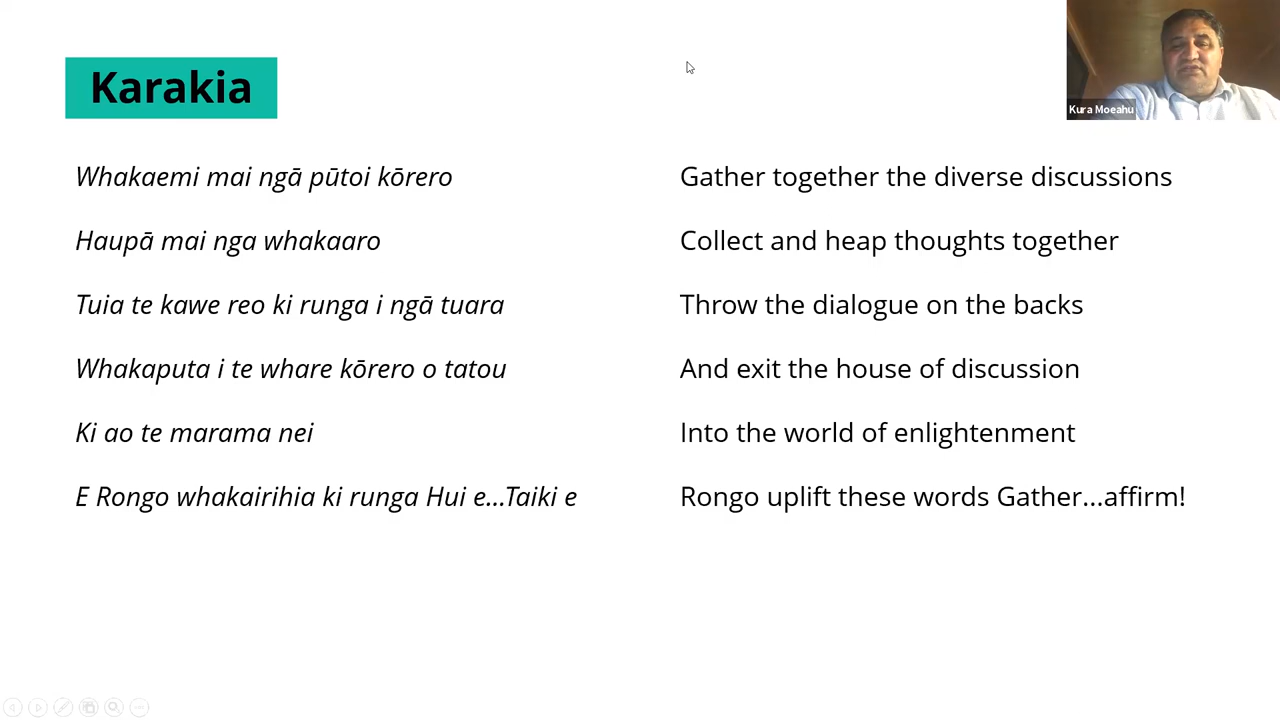 Karakia
Kura Moeahu
Whakaemi mai ngā pūtoi kōrero
Haupā mai nga whakaaro
Tuia te kawe reo ki runga i ngā tuara
Whakaputa i te whare kōrero o tatou
Ki ao te marama nei
E Rongo whakairihia ki runga Hui e...Taiki e
Gather together the diverse discussions
Collect and heap thoughts together
Throw the dialogue on the backs
And exit the house of discussion
Into the world of enlightenment
Rongo uplift these words Gather...affirm!